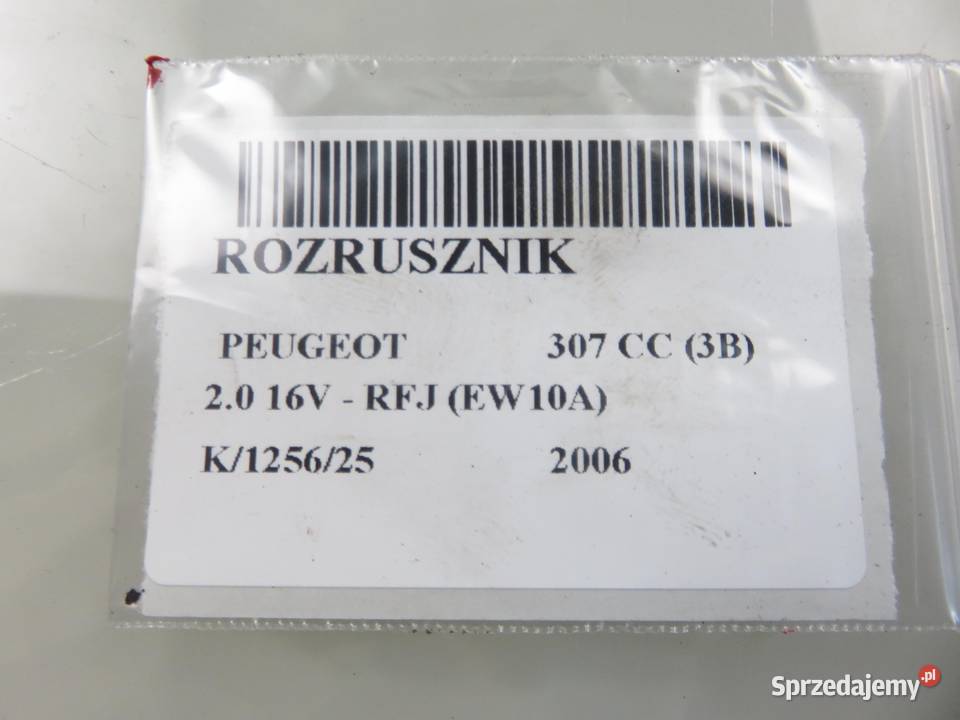 ROZRUSZNIK
PEUGEOT 307 CC (3B)
2.0 16V - RFJ (EW10A)
K/1256/25 2006
Sprzedajemy.pl